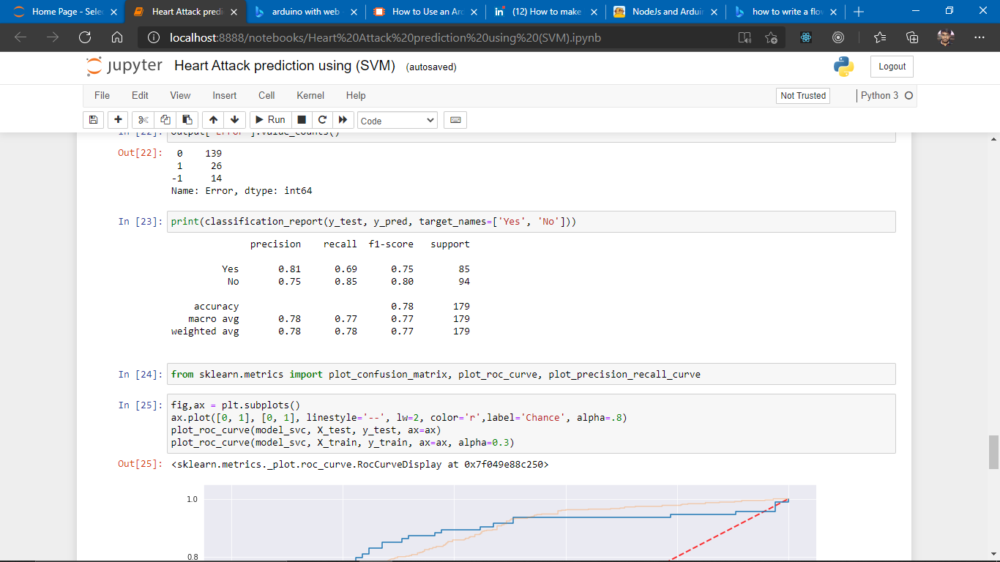 Home Page - Selec
Heart Attack predi
arduino with web
How to Use an Ard
(12) How to make
NodeJs and Arduin
how to write a flow
localhost:8888/notebooks/Heart%20Attack%20prediction%20using%20(SVM).ipynb
jupyter Heart Attack prediction using (SVM) (autosaved)
Logout
File Edit View Insert Cell Kernel Help
Not Trusted
Python 3
Run
Code
In [22]: output['Error'].value_counts()
Out[22]: 0 139
1 26
-1 14
Name: Error, dtype: int64
In [23]: print(classification_report(y_test, y_pred, target_names=['Yes', 'No']))
precision recall f1-score support
Yes 0.81 0.69 0.75 85
No 0.75 0.85 0.80 94
accuracy 0.78 179
macro avg 0.78 0.77 0.77 179
weighted avg 0.78 0.78 0.77 179
In [24]: from sklearn.metrics import plot_confusion_matrix, plot_roc_curve, plot_precision_recall_curve
In [25]: fig,ax = plt.subplots()
ax.plot([0, 1], [0, 1], linestyle='--', lw=2, color='r',label='Chance', alpha=.8)
plot_roc_curve(model_svc, X_test, y_test, ax=ax)
plot_roc_curve(model_svc, X_train, y_train, ax=ax, alpha=0.3)
Out[25]: <sklearn.metrics._plot.roc_curve.RocCurveDisplay at 0x7f049e88c250>
1.0
0.8